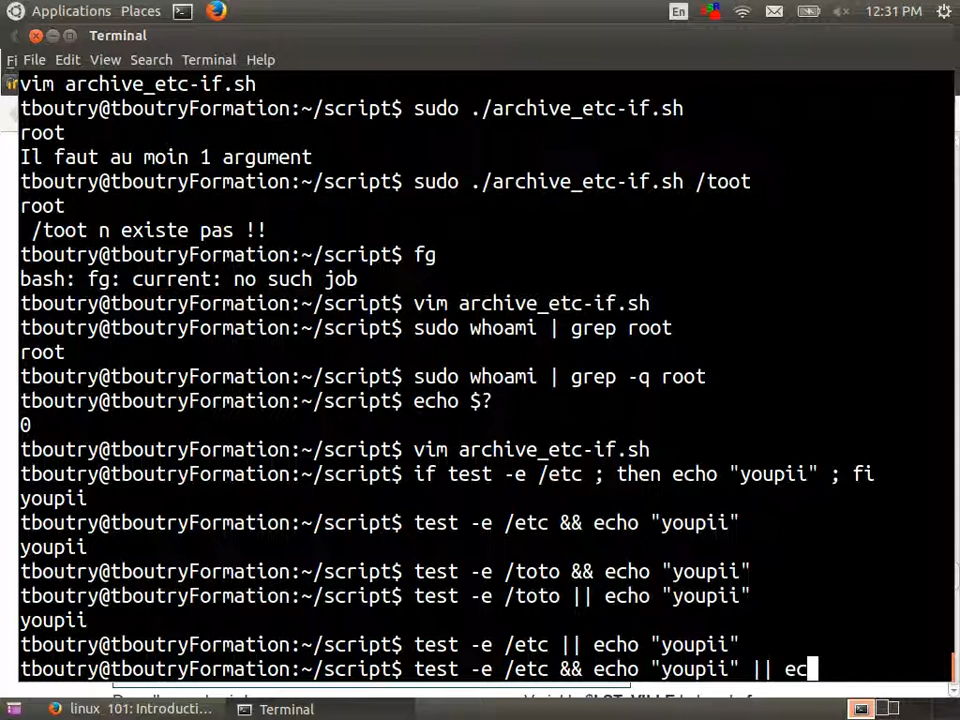 Applications Places En 12:31 PM
Terminal
Fi File Edit View Search Terminal Help
vim archive_etc-if.sh
tboutry@tboutryFormation:~/script$ sudo ./archive_etc-if.sh
root
Il faut au moin 1 argument
tboutry@tboutryFormation:~/script$ sudo ./archive_etc-if.sh /toot
root
/toot n existe pas !!
tboutry@tboutryFormation:~/script$ fg
bash: fg: current: no such job
tboutry@tboutryFormation:~/script$ vim archive_etc-if.sh
tboutry@tboutryFormation:~/script$ sudo whoami | grep root
root
tboutry@tboutryFormation:~/script$ sudo whoami | grep -q root
tboutry@tboutryFormation:~/script$ echo $?
0
tboutry@tboutryFormation:~/script$ vim archive_etc-if.sh
tboutry@tboutryFormation:~/script$ if test -e /etc ; then echo "youpii" ; fi
youpii
tboutry@tboutryFormation:~/script$ test -e /etc && echo "youpii"
youpii
tboutry@tboutryFormation:~/script$ test -e /toto && echo "youpii"
tboutry@tboutryFormation:~/script$ test -e /toto || echo "youpii"
youpii
tboutry@tboutryFormation:~/script$ test -e /etc || echo "youpii"
tboutry@tboutryFormation:~/script$ test -e /etc && echo "youpii" || ec
linux_101: Introducti... Terminal